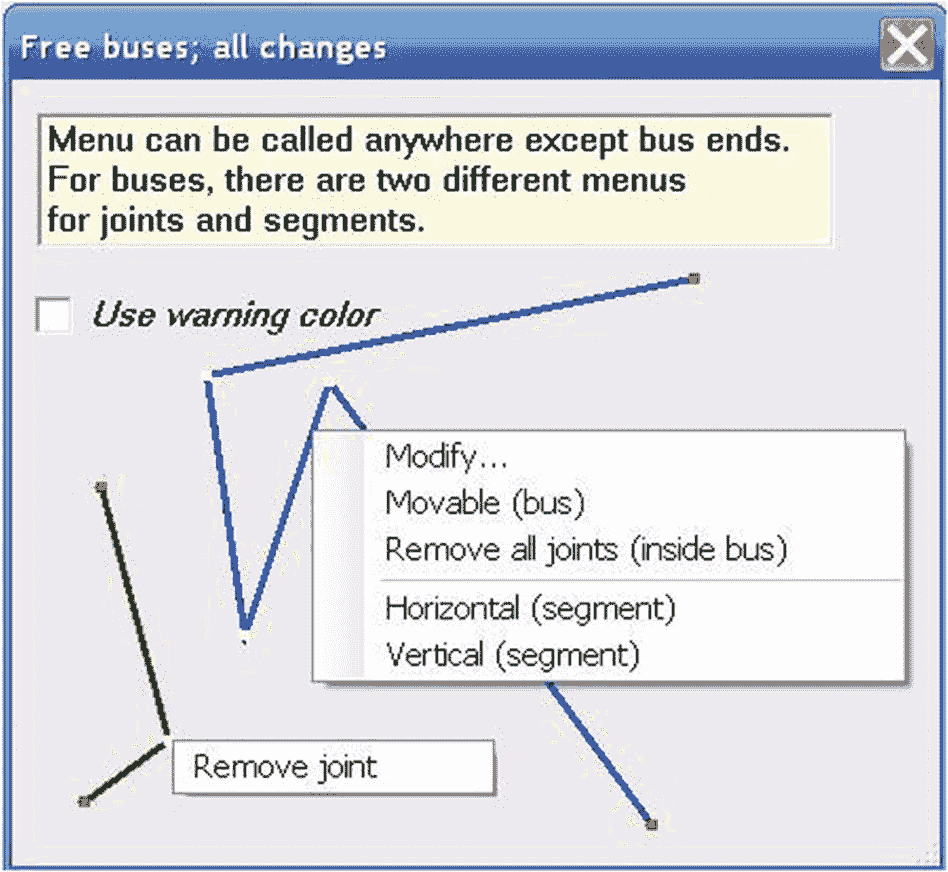 Free buses; all changes
Menu can be called anywhere except bus ends.
For buses, there are two different menus
for joints and segments.
Use warning color
Modify...
Movable (bus)
Remove all joints (inside bus)
Horizontal (segment)
Vertical (segment)
Remove joint